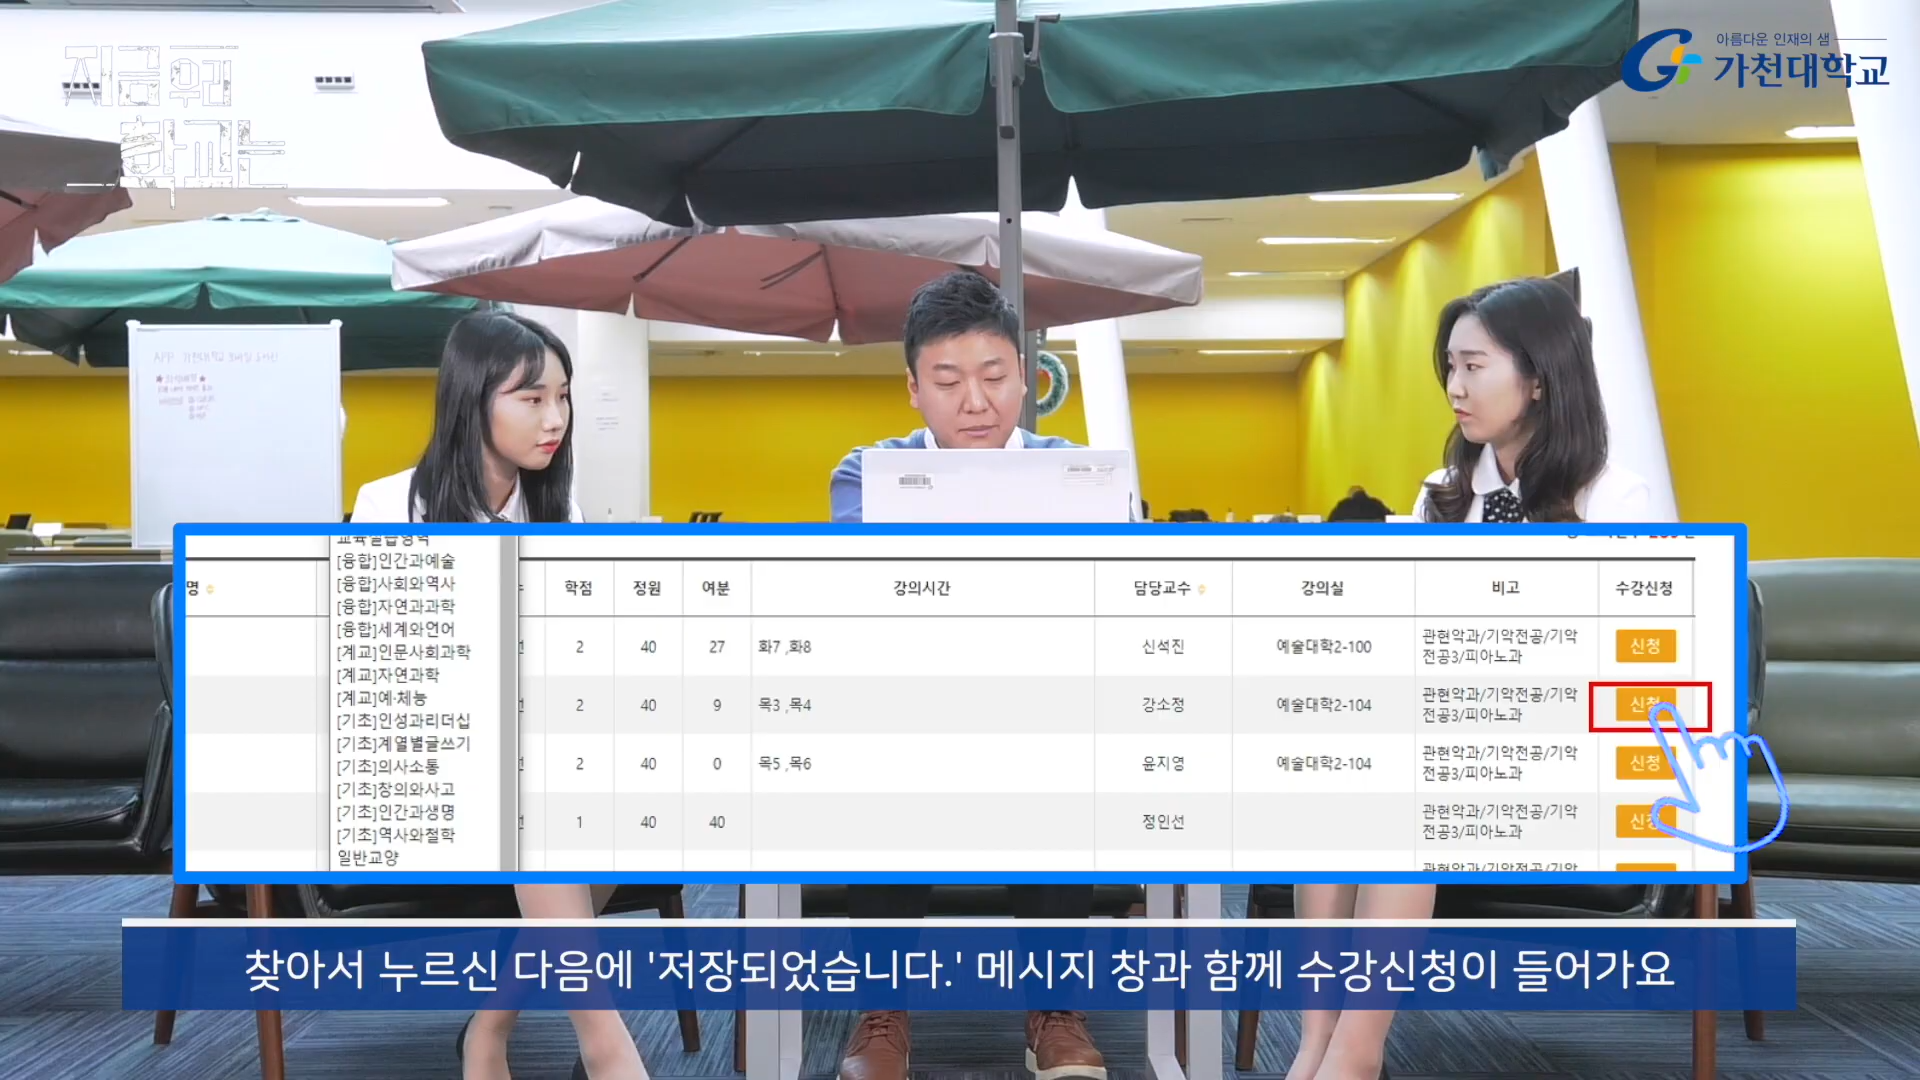 지금 우리
학교는
아름다운 인재의 샘
가천대학교
[융합]인간과예술
[융합]사회와역사
[융합]자연과과학
[융합]세계와언어
[계교]인문사회과학
[계교]자연과학
[계교]예·체능
[기초]인성과리더십
[기초]계열별글쓰기
[기초]의사소통
[기초]창의와사고
[기초]인간과생명
[기초]역사와철학
일반교양
명 학점 정원 여분 강의시간 담당교수 강의실 비고 수강신청
2 40 27 화7 ,화8 신석진 예술대학2-100 관현악과/기악전공/기악
전공3/피아노과 신청
2 40 9 목3 ,목4 강소정 예술대학2-104 관현악과/기악전공/기악
전공3/피아노과 신청
2 40 0 목5 ,목6 윤지영 예술대학2-104 관현악과/기악전공/기악
전공3/피아노과 신청
1 40 40 정인선 관현악과/기악전공/기악
전공3/피아노과 신청
찾아서 누르신 다음에 '저장되었습니다.' 메시지 창과 함께 수강신청이 들어가요